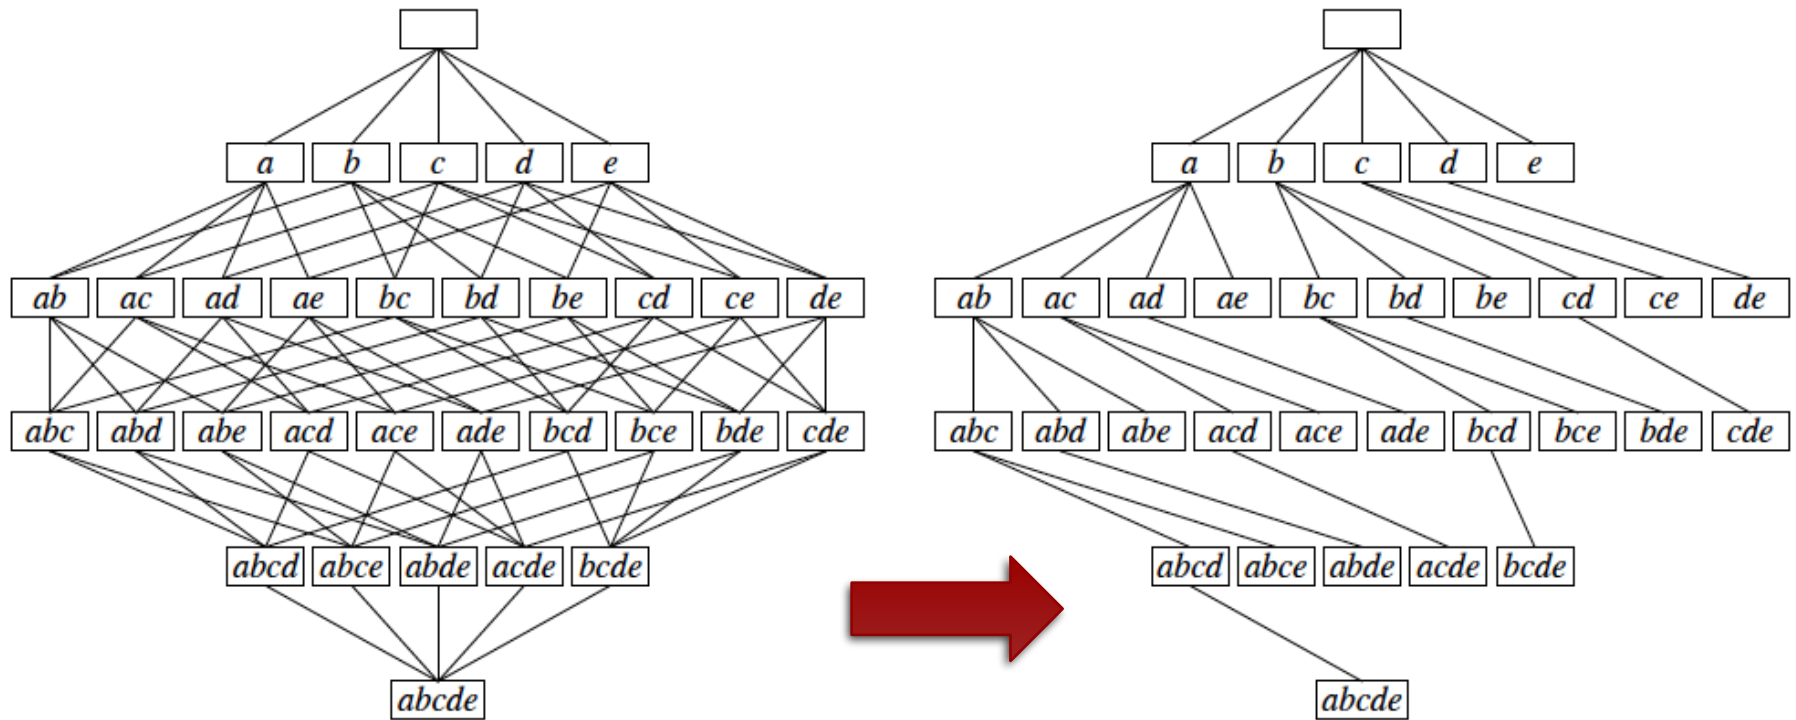 a b c d e a b c d e
ab ac ad ae bc bd be cd ce de ab ac ad ae bc bd be cd ce de
abc abd abe acd ace ade bcd bce bde cde abc abd abe acd ace ade bcd bce bde cde
abcd abce abde acde bcde abcd abce abde acde bcde
abcde abcde